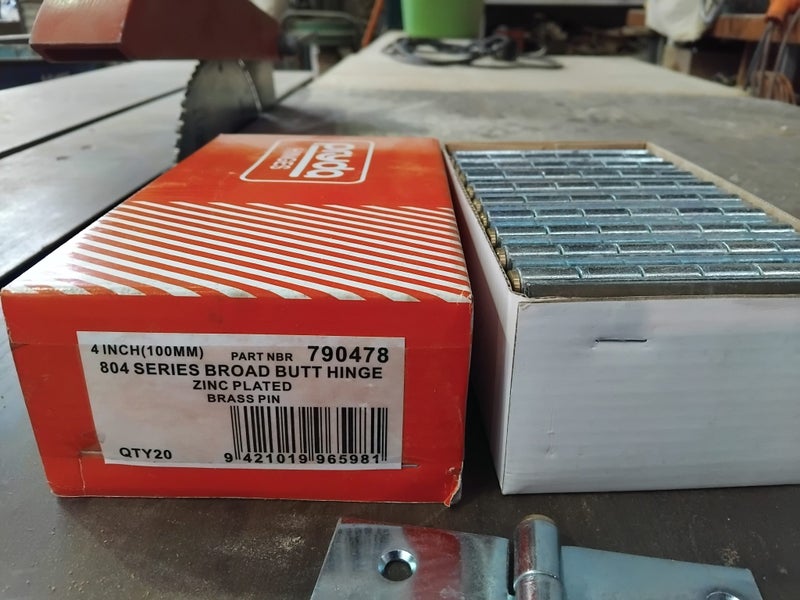 HINGES
4 INCH(100MM) PART NBR 790478
804 SERIES BROAD BUTT HINGE
ZINC PLATED
BRASS PIN
QTY20
9 421019 965981